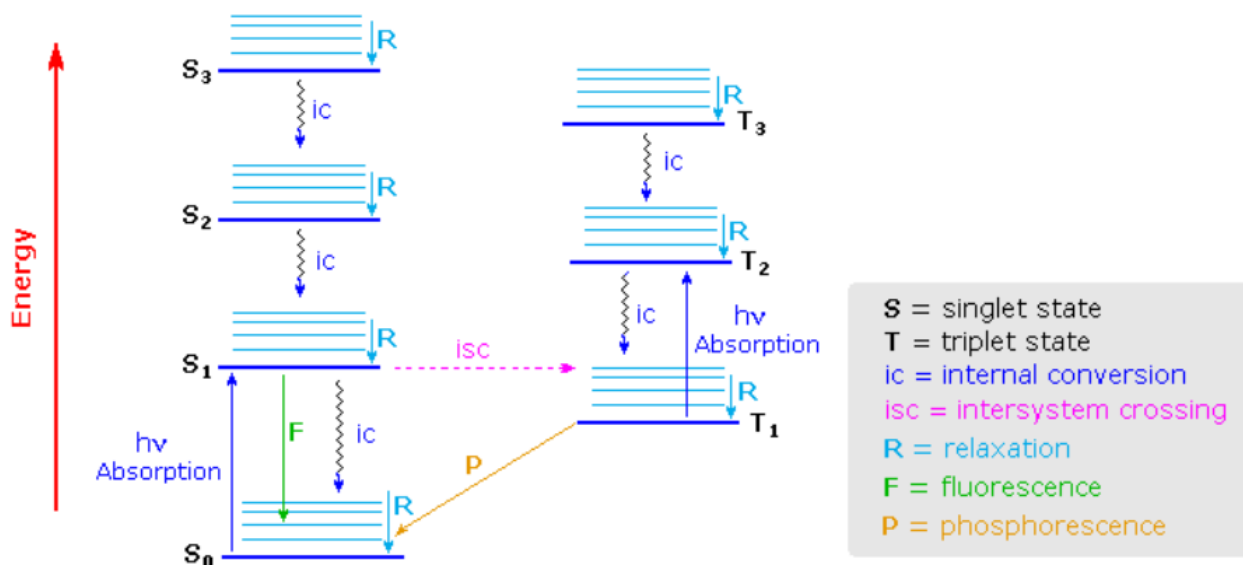 Energy
S3
R
ic
S2
R
ic
S1
R
isc
hν
Absorption
F
ic
R
S0
P
R
T3
ic
R
T2
ic
hν
Absorption
R
T1
S = singlet state
T = triplet state
ic = internal conversion
isc = intersystem crossing
R = relaxation
F = fluorescence
P = phosphorescence